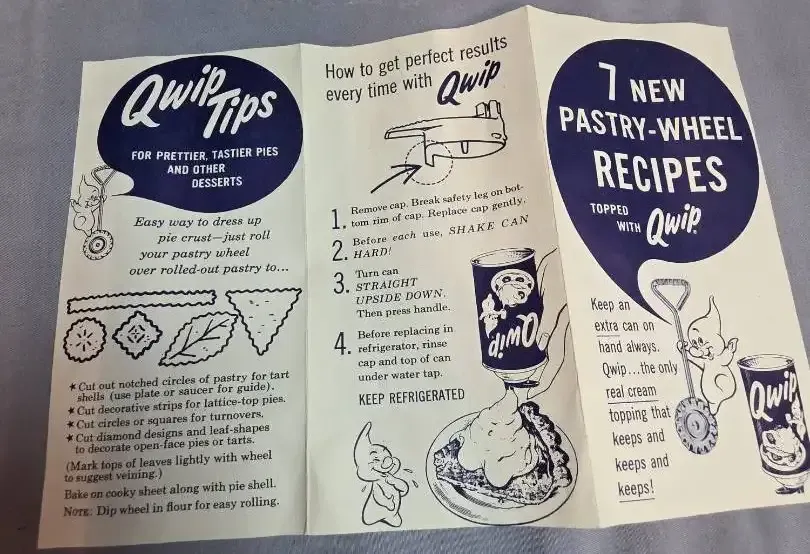 Qwip
Tips
FOR PRETTIER, TASTIER PIES
AND OTHER
DESSERTS
Easy way to dress up
pie crust—just roll
your pastry wheel
over rolled-out pastry to...
★ Cut out notched circles of pastry for tart
shells (use plate or saucer for guide).
★ Cut decorative strips for lattice-top pies.
★ Cut circles or squares for turnovers.
★ Cut diamond designs and leaf-shapes
to decorate open-face pies or tarts.
(Mark tops of leaves lightly with wheel
to suggest veining.)
Bake on cooky sheet along with pie shell.
NOTE: Dip wheel in flour for easy rolling.
How to get perfect results
every time with Qwip
1. Remove cap. Break safety leg on bot-
tom rim of cap. Replace cap gently.
2. Before each use, SHAKE CAN
HARD!
3. Turn can
STRAIGHT
UPSIDE DOWN.
Then press handle.
4. Before replacing in
refrigerator, rinse
cap and top of can
under water tap.
KEEP REFRIGERATED
Qwip
7 NEW
PASTRY-WHEEL
RECIPES
TOPPED
WITH Qwip
Keep an
extra can on
hand always.
Qwip...the only
real cream
topping that
keeps and
keeps and
keeps!
Qwip